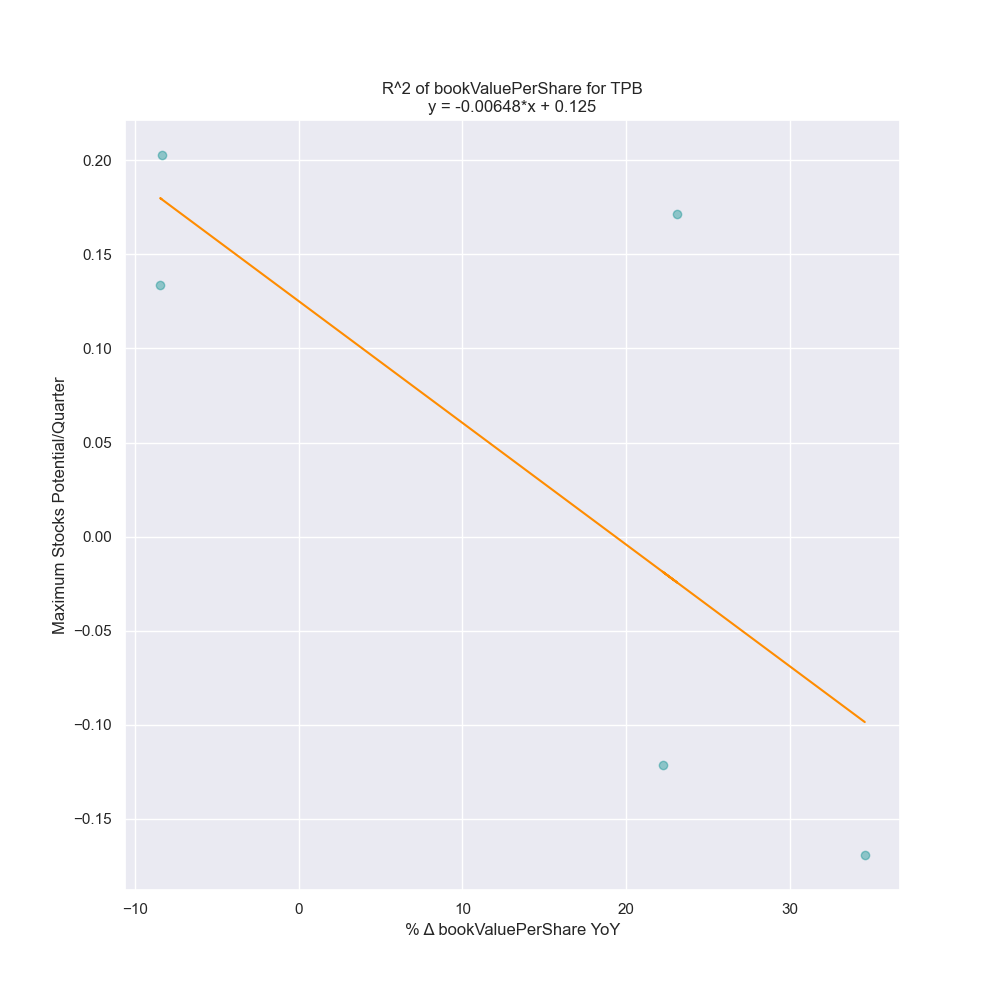 R^2 of bookValuePerShare for TPB
y = -0.00648*x + 0.125
Maximum Stocks Potential/Quarter
0.20
0.15
0.10
0.05
0.00
−0.05
−0.10
−0.15
−10 0 10 20 30
% Δ bookValuePerShare YoY